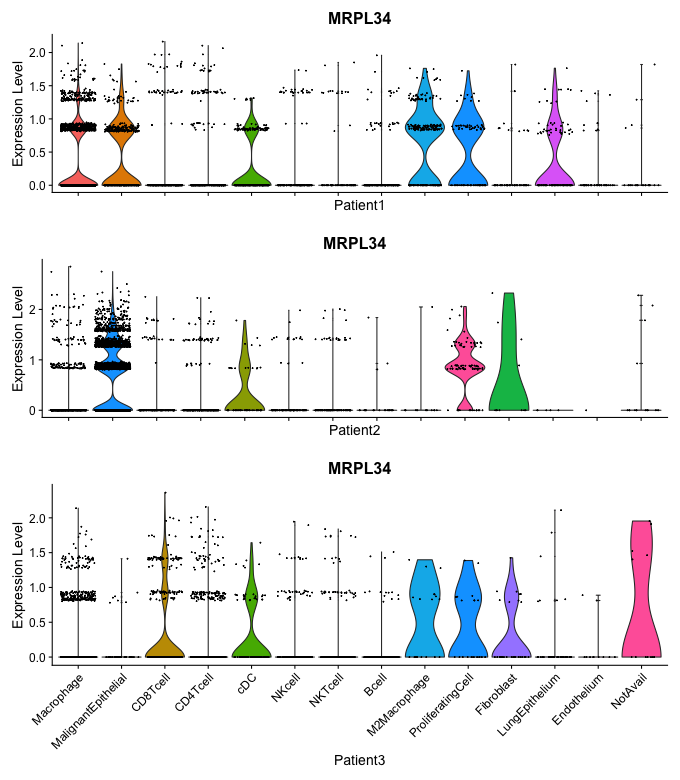 MRPL34
Expression Level
2.0
1.5
1.0
0.5
0.0
Patient1
MRPL34
Expression Level
2
1
0
Patient2
MRPL34
Expression Level
2.0
1.5
1.0
0.5
0.0
Macrophage
MalignantEpithelial
CD8Tcell
CD4Tcell
cDC
NKcell
NKTcell
Bcell
M2Macrophage
ProliferatingCell
Fibroblast
LungEpithelium
Endothelium
NotAvail
Patient3